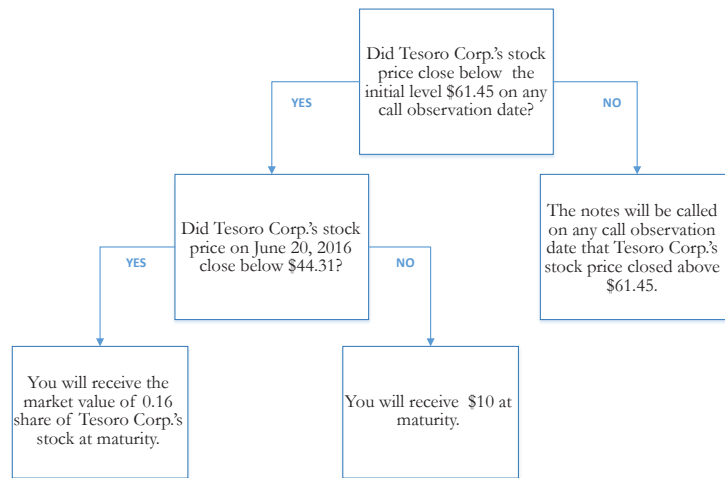 Did Tesoro Corp.'s stock
price close below  the
initial level $61.45 on any
call observation date?
YES
NO
Did Tesoro Corp.'s stock
price on June 20, 2016
close below $44.31?
The notes will be called
on any call observation
date that Tesoro Corp.'s
stock price closed above
$61.45.
YES
NO
You will receive the
market value of 0.16
share of Tesoro Corp.'s
stock at maturity.
You will receive  $10 at
maturity.